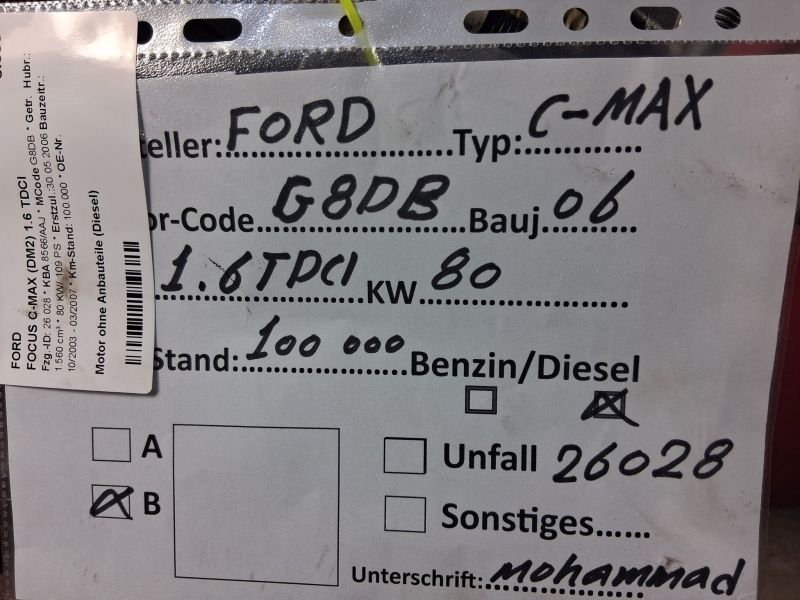 FORD
FOCUS C-MAX (DM2) 1.6 TDCI
Fzg.-ID: 26 028 * KBA 8566/AAJ * MCode G8DB * Getr. Hubr.:
1.560 cm³ * 80 KW/ 109 PS * Erstzul.:30 05 2006 Bauzeitr.:
10/2003 - 03/2007 * Km-Stand: 100 000 * OE-Nr.
Motor ohne Anbauteile (Diesel)
teller: FORD Typ: C-MAX
or-Code G8DB Bauj 06
1.6 TDCI KW 80
Stand: 100 000 Benzin/Diesel
A
B
Unfall 26028
Sonstiges......
Unterschrift: Mohammad